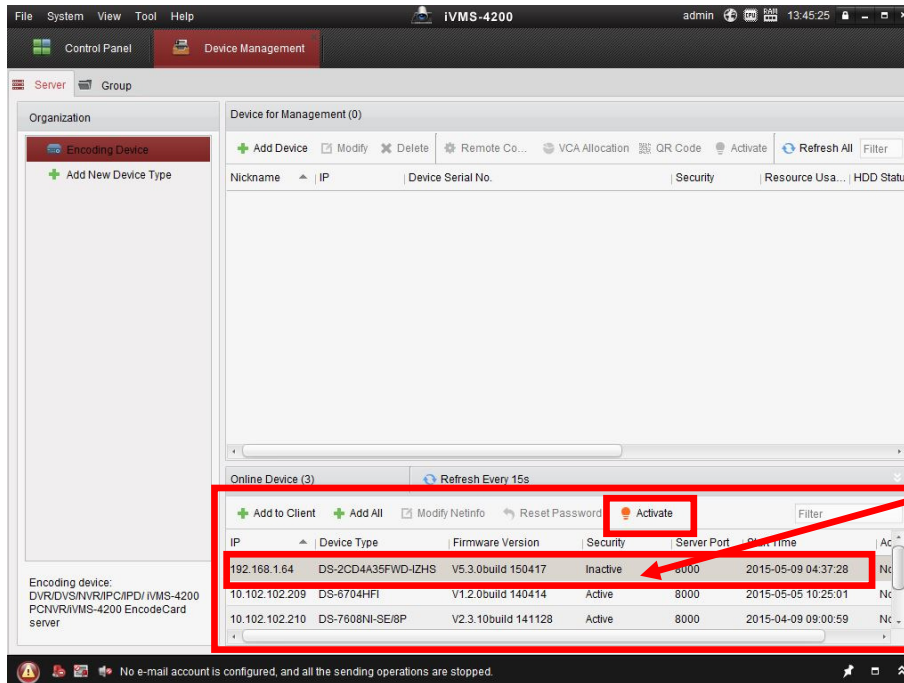 File System View Tool Help iVMS-4200 admin CPU RAM 13:45:25
Control Panel Device Management
Server Group
Organization
Encoding Device
Add New Device Type
Encoding device:
DVR/DVS/NVR/IPC/IPD/ iVMS-4200
PCNVR/iVMS-4200 EncodeCard
server
Device for Management (0)
Add Device Modify Delete Remote Co... VCA Allocation QR Code Activate Refresh All Filter
Nickname IP Device Serial No. Security Resource Usa... HDD Statu
Online Device (3) Refresh Every 15s
Add to Client Add All Modify Netinfo Reset Password Activate Filter
IP Device Type Firmware Version Security Server Port Start Time Ac
192.168.1.64 DS-2CD4A35FWD-IZHS V5.3.0build 150417 Inactive 8000 2015-05-09 04:37:28 No
10.102.102.209 DS-6704HFI V1.2.0build 140414 Active 8000 2015-05-05 10:25:01 No
10.102.102.210 DS-7608NI-SE/8P V2.3.10build 141128 Active 8000 2015-04-09 09:00:59 No
No e-mail account is configured, and all the sending operations are stopped.